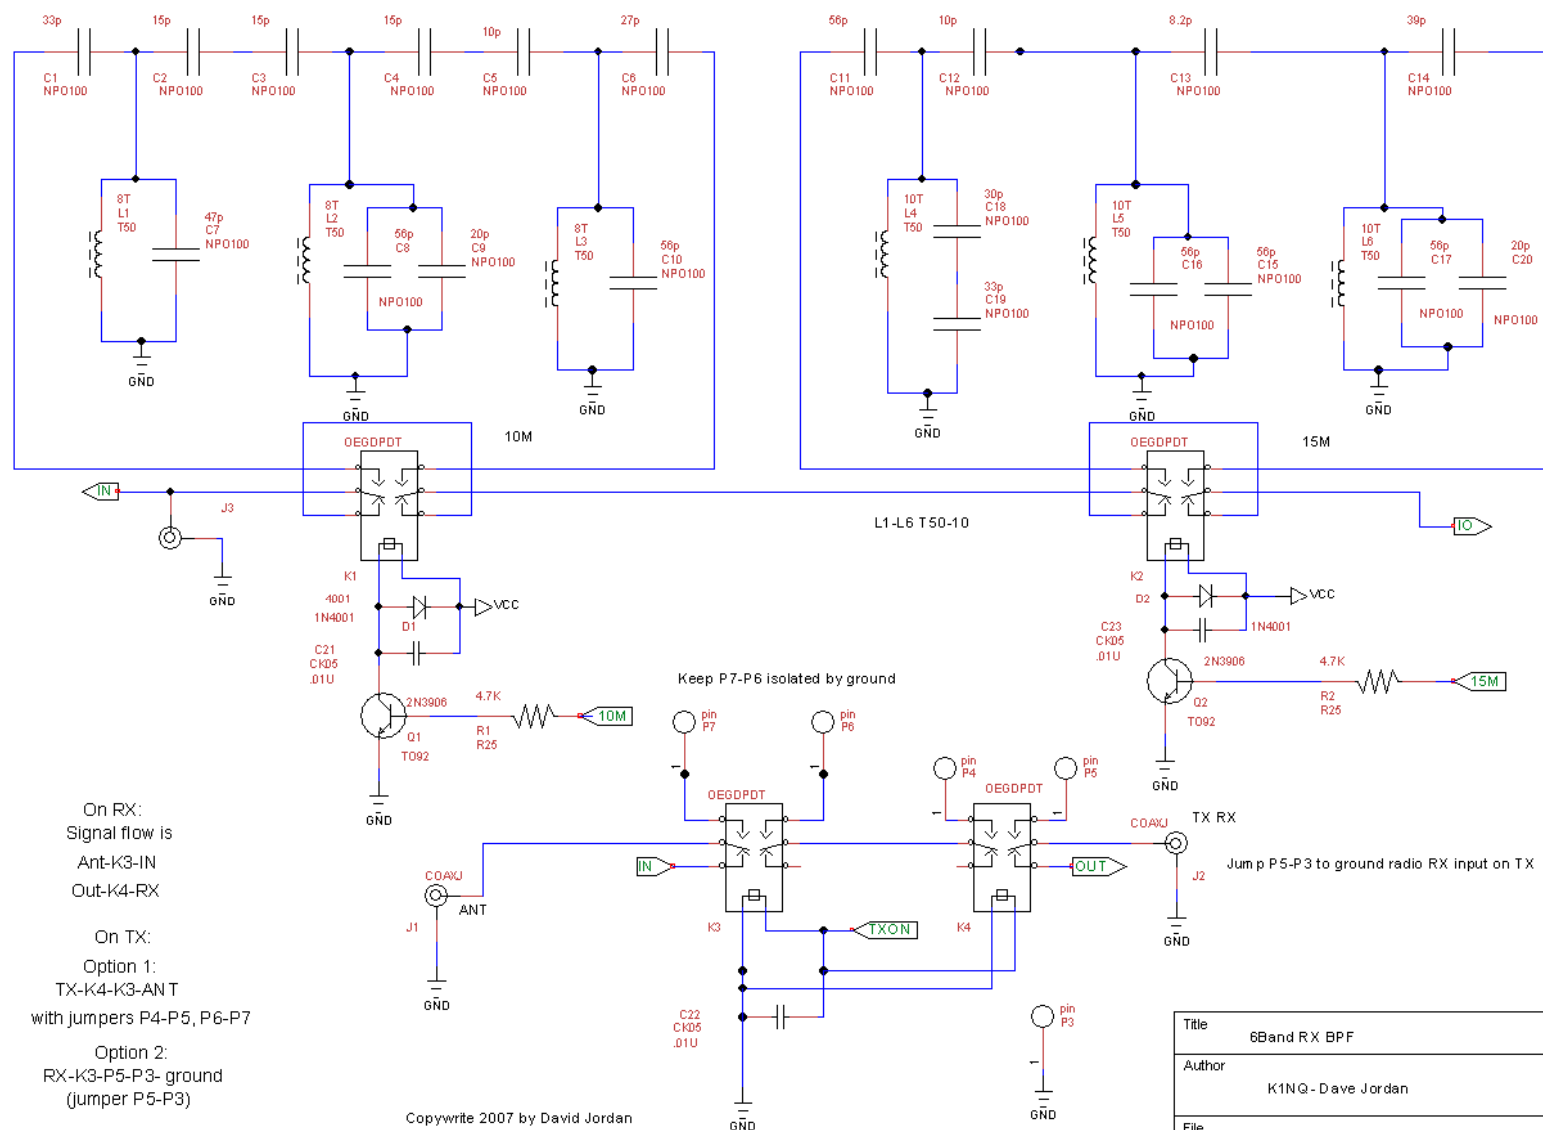 33p
15p
15p
15p
10p
27p
56p
10p
8.2p
39p
C1
NPO100
C2
NPO100
C3
NPO100
C4
NPO100
C5
NPO100
C6
NPO100
C11
NPO100
C12
NPO100
C13
NPO100
C14
NPO100
8T
L1
T50
47p
C7
NPO100
8T
L2
T50
56p
C8
NPO100
20p
C9
NPO100
8T
L3
T50
56p
C10
NPO100
10T
L4
T50
30p
C18
NPO100
33p
C19
NPO100
10T
L5
T50
56p
C16
NPO100
56p
C15
NPO100
10T
L6
T50
56p
C17
NPO100
20p
C20
NPO100
GND
GND
GND
GND
GND
GND
OEGDPDT
10M
OEGDPDT
15M
IN
J3
GND
L1-L6 T50-10
IO
K1
4001
1N4001
D1
VCC
C21
CK05
.01U
2N3906
4.7K
10M
Q1
TO92
R1
R25
GND
K2
D2
VCC
1N4001
C23
CK05
.01U
2N3906
4.7K
15M
Q2
TO92
R2
R25
GND
Keep P7-P6 isolated by ground
pin
P7
1
pin
P6
1
pin
P4
1
pin
P5
1
OEGDPDT
OEGDPDT
IN
OUT
COAXJ
TX RX
J2
GND
Jump P5-P3 to ground radio RX input on TX
COAXJ
ANT
J1
GND
K3
TXON
K4
C22
CK05
.01U
GND
pin
P3
1
GND
On RX:
Signal flow is
Ant-K3-IN
Out-K4-RX
On TX:
Option 1:
TX-K4-K3-ANT
with jumpers P4-P5, P6-P7
Option 2:
RX-K3-P5-P3- ground
(jumper P5-P3)
Copywrite 2007 by David Jordan
Title
6Band RX BPF
Author
K1NQ- Dave Jordan
File